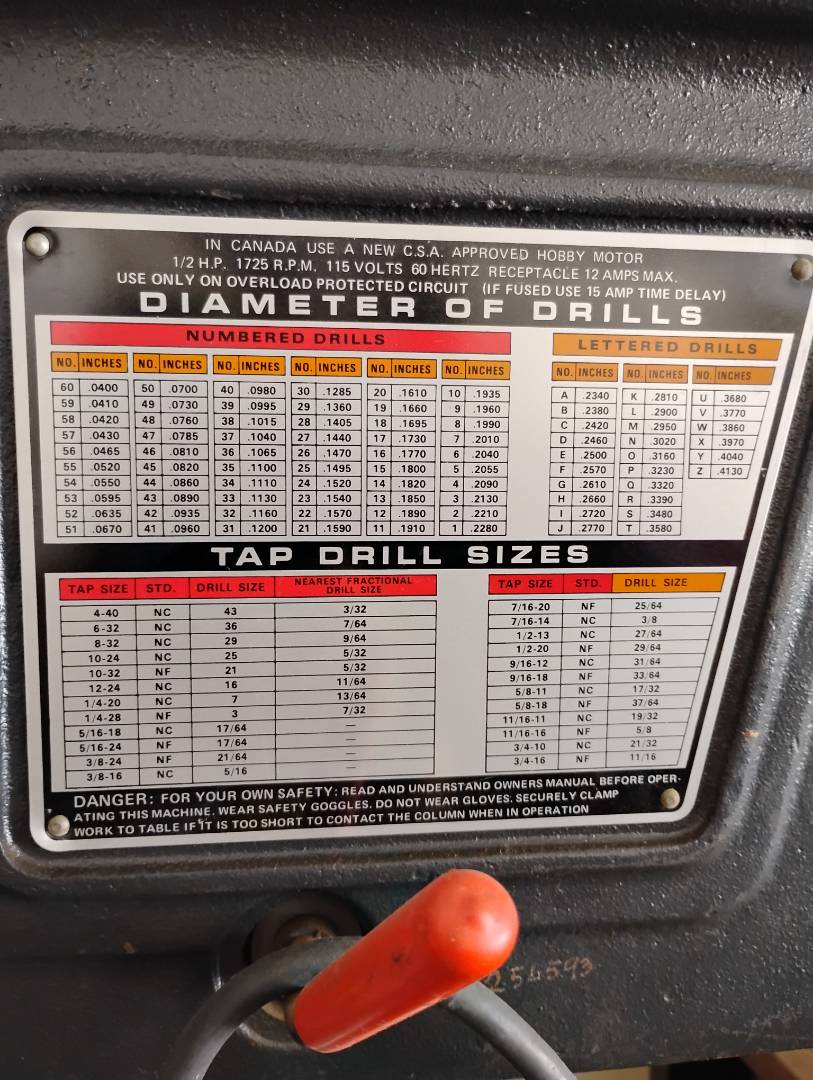 IN CANADA USE A NEW C.S.A. APPROVED HOBBY MOTOR
1/2 H.P. 1725 R.P.M. 115 VOLTS 60 HERTZ RECEPTACLE 12 AMPS MAX.
USE ONLY ON OVERLOAD PROTECTED CIRCUIT (IF FUSED USE 15 AMP TIME DELAY)
DIAMETER OF DRILLS
NUMBERED DRILLS
NO. INCHES NO. INCHES NO. INCHES NO. INCHES NO. INCHES NO. INCHES
60 .0400 50 .0700 40 .0980 30 .1285 20 .1610 10 .1935
59 .0410 49 .0730 39 .0995 29 .1360 19 .1660 9 .1960
58 .0420 48 .0760 38 .1015 28 .1405 18 .1695 8 .1990
57 .0430 47 .0785 37 .1040 27 .1440 17 .1730 7 .2010
56 .0465 46 .0810 36 .1065 26 .1470 16 .1770 6 .2040
55 .0520 45 .0820 35 .1100 25 .1495 15 .1800 5 .2055
54 .0550 44 .0860 34 .1110 24 .1520 14 .1820 4 .2090
53 .0595 43 .0890 33 .1130 23 .1540 13 .1850 3 .2130
52 .0635 42 .0935 32 .1160 22 .1570 12 .1890 2 .2210
51 .0670 41 .0960 31 .1200 21 .1590 11 .1910 1 .2280
LETTERED DRILLS
NO. INCHES NO. INCHES NO. INCHES
A .2340 K .2810 U .3680
B .2380 L .2900 V .3770
C .2420 M .2950 W .3860
D .2460 N .3020 X .3970
E .2500 O .3160 Y .4040
F .2570 P .3230 Z .4130
G .2610 Q .3320
H .2660 R .3390
I .2720 S .3480
J .2770 T .3580
TAP DRILL SIZES
TAP SIZE STD. DRILL SIZE NEAREST FRACTIONAL
DRILL SIZE
4-40 NC 43 3/32
6-32 NC 36 7/64
8-32 NC 29 9/64
10-24 NC 25 5/32
10-32 NF 21 5/32
12-24 NC 16 11/64
1/4-20 NC 7 13/64
1/4-28 NF 3 7/32
5/16-18 NC 17/64 —
5/16-24 NF 17/64 —
3/8-24 NF 21/64 —
3/8-16 NC 5/16 —
TAP SIZE STD. DRILL SIZE
7/16-20 NF 25/64
7/16-14 NC 3/8
1/2-13 NC 27/64
1/2-20 NF 29/64
9/16-12 NC 31/64
9/16-18 NF 33/64
5/8-11 NC 17/32
5/8-18 NF 37/64
11/16-11 NC 19/32
11/16-16 NF 5/8
3/4-10 NC 21/32
3/4-16 NF 11/16
DANGER: FOR YOUR OWN SAFETY: READ AND UNDERSTAND OWNERS MANUAL BEFORE OPER-
ATING THIS MACHINE. WEAR SAFETY GOGGLES. DO NOT WEAR GLOVES. SECURELY CLAMP
WORK TO TABLE IF IT IS TOO SHORT TO CONTACT THE COLUMN WHEN IN OPERATION
254593